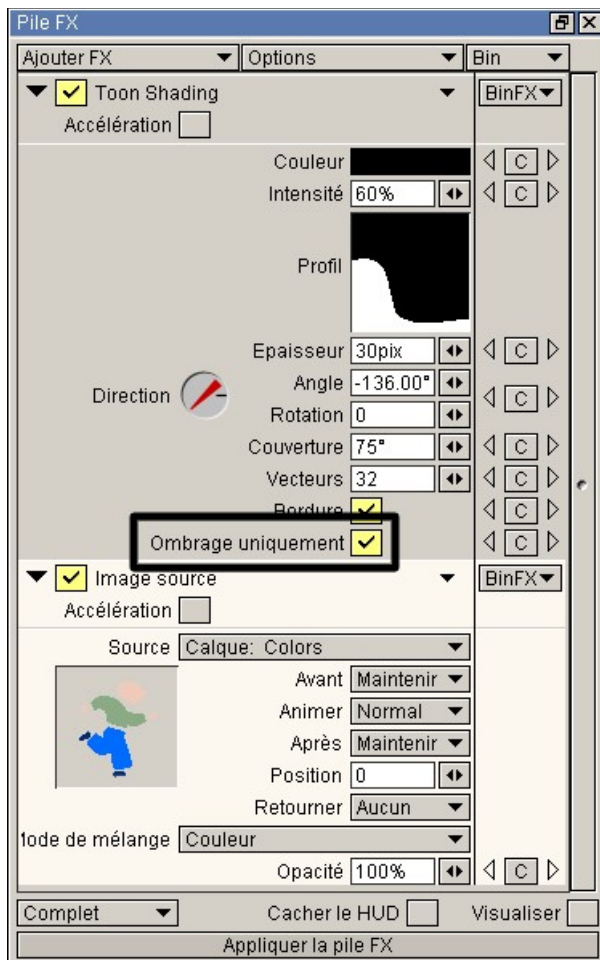 Pile FX
Ajouter FX Options Bin
Toon Shading BinFX
Accélération
Couleur C
Intensité 60% C
Profil
Epaisseur 30pix C
Direction Angle -136.00° C
Rotation 0
Couverture 75° C
Vecteurs 32 C
Bordure C
Ombrage uniquement C
Image source BinFX
Accélération
Source Calque: Colors
Avant Maintenir
Animer Normal
Après Maintenir
Position 0
Retourner Aucun
ode de mélange Couleur
Opacité 100% C
Complet Cacher le HUD Visualiser
Appliquer la pile FX